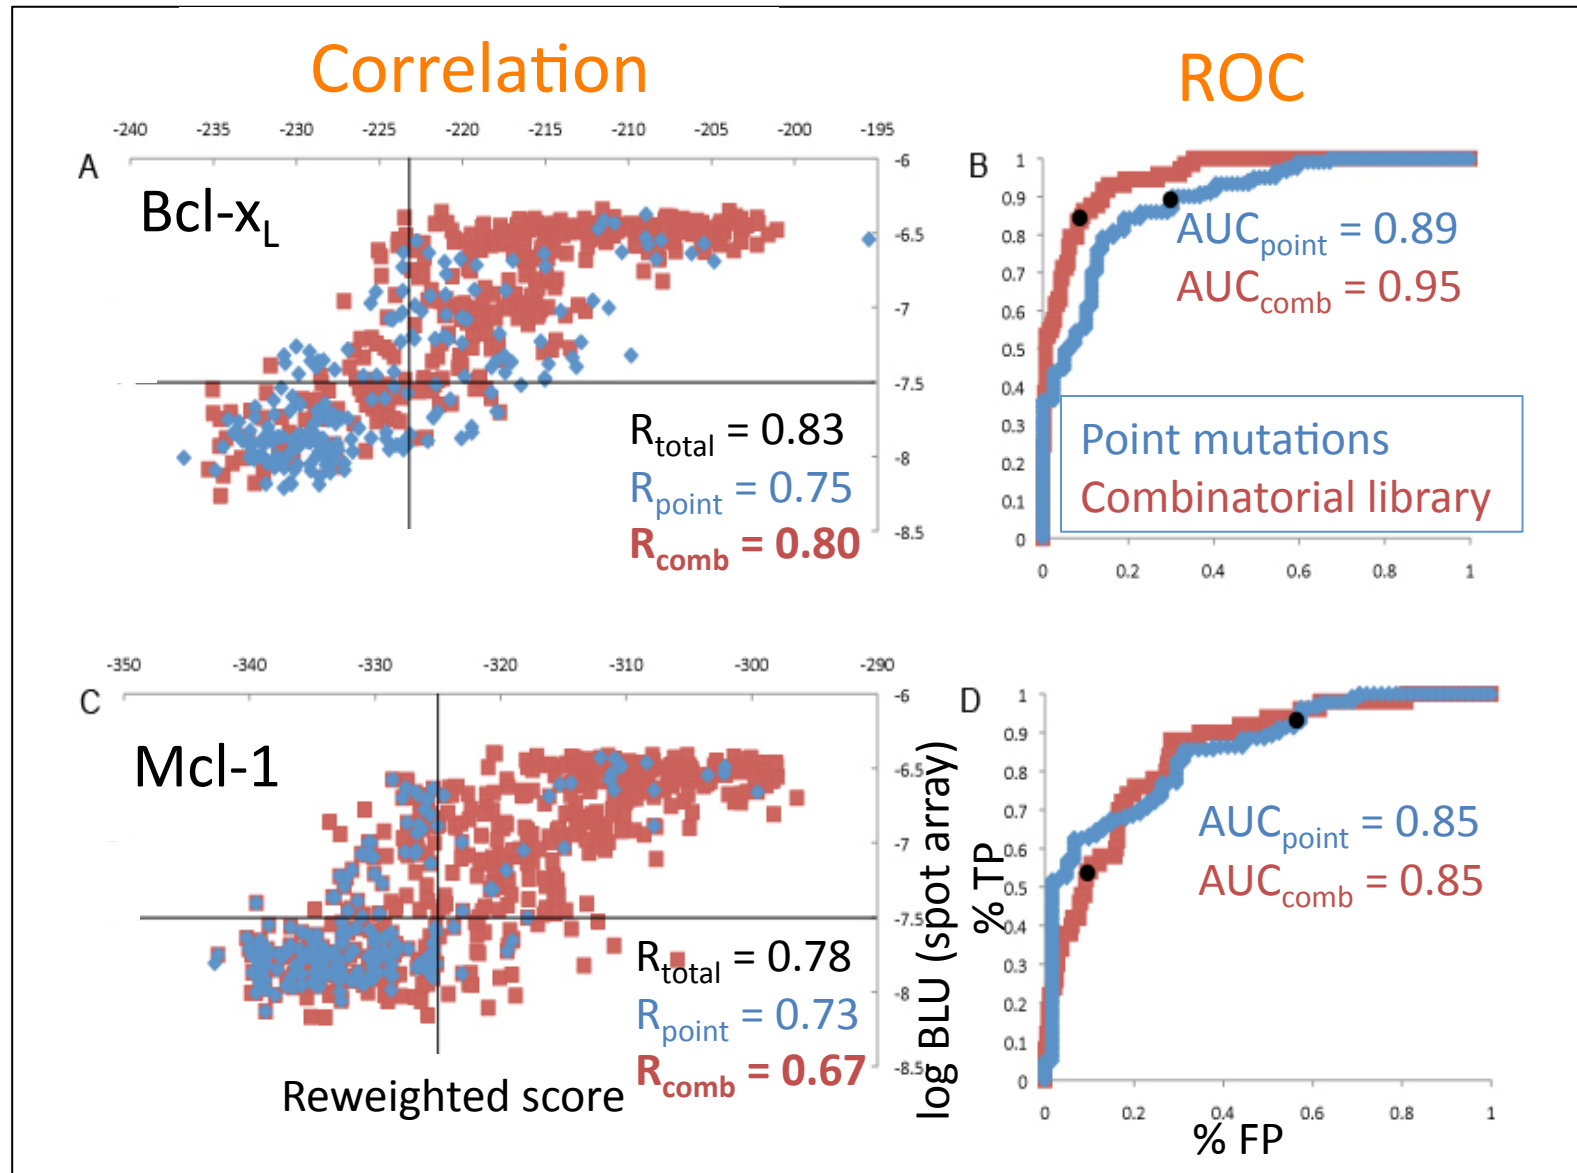 Correlation
ROC
-240 -235 -230 -225 -220 -215 -210 -205 -200 -195
A
Bcl-xL
-6
-6.5
-7
-7.5
-8
-8.5
Rtotal = 0.83
Rpoint = 0.75
Rcomb = 0.80
B
1
0.9
0.8
0.7
0.6
0.5
0.4
0.3
0.2
0.1
0
AUCpoint = 0.89
AUCcomb = 0.95
Point mutations
Combinatorial library
0 0.2 0.4 0.6 0.8 1
-350 -340 -330 -320 -310 -300 -290
C
Mcl-1
-6
-6.5
-7
-7.5
-8
-8.5
Rtotal = 0.78
Rpoint = 0.73
Rcomb = 0.67
Reweighted score
log BLU (spot array)
D
% TP
1
0.9
0.8
0.7
0.6
0.5
0.4
0.3
0.2
0.1
0
AUCpoint = 0.85
AUCcomb = 0.85
0 0.2 0.4 0.6 0.8 1
% FP